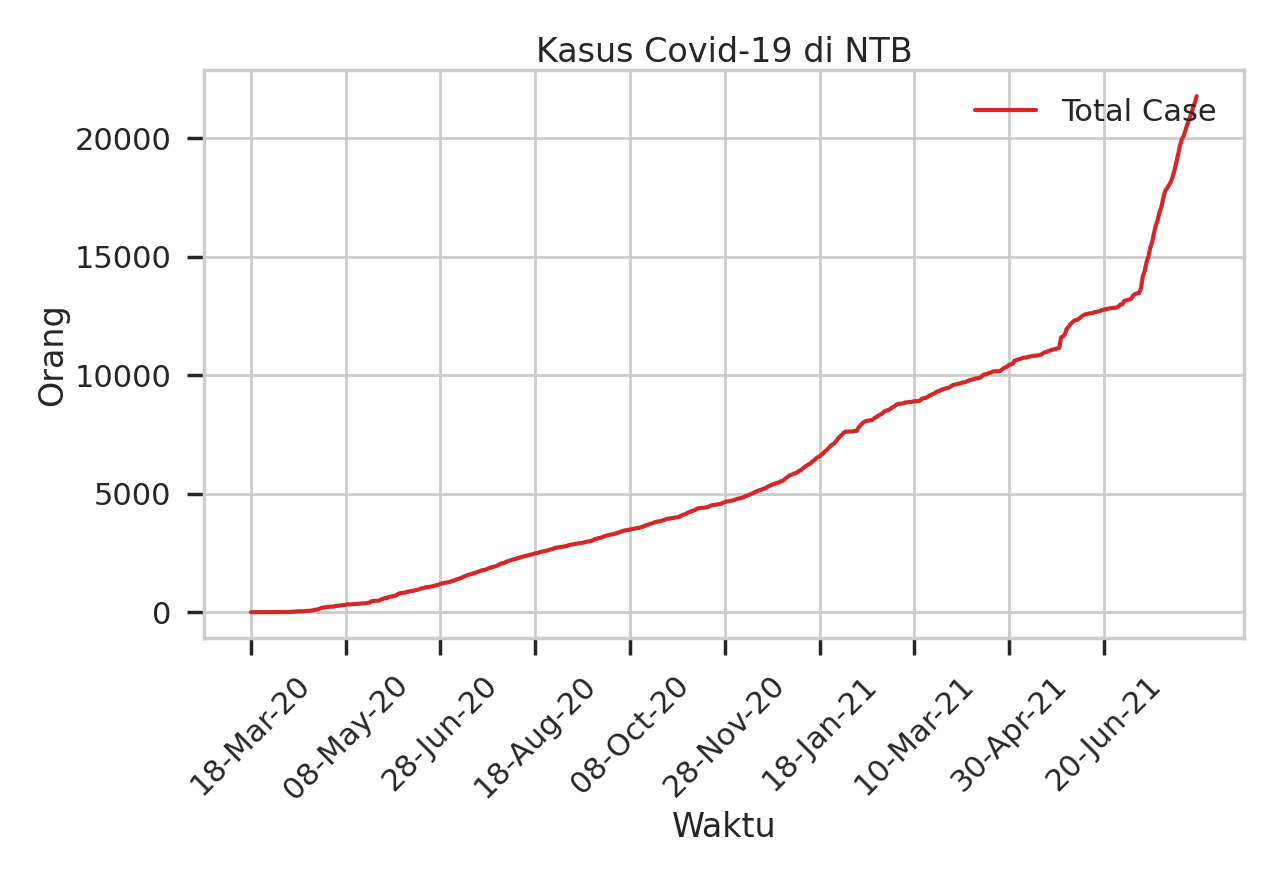 Kasus Covid-19 di NTB
Total Case
Orang
20000
15000
10000
5000
0
18-Mar-20
08-May-20
28-Jun-20
18-Aug-20
08-Oct-20
28-Nov-20
18-Jan-21
10-Mar-21
30-Apr-21
20-Jun-21
Waktu